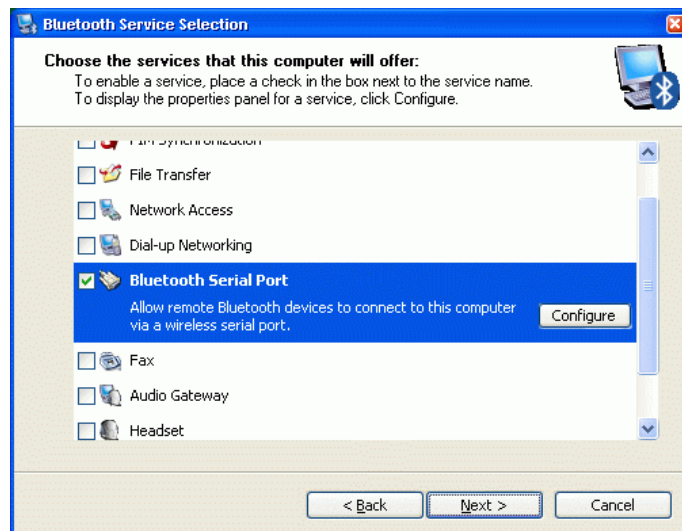 Bluetooth Service Selection
Choose the services that this computer will offer:
To enable a service, place a check in the box next to the service name.
To display the properties panel for a service, click Configure.
PIM Synchronization
File Transfer
Network Access
Dial-up Networking
Bluetooth Serial Port
Allow remote Bluetooth devices to connect to this computer
via a wireless serial port.
Configure
Fax
Audio Gateway
Headset
< Back
Next >
Cancel